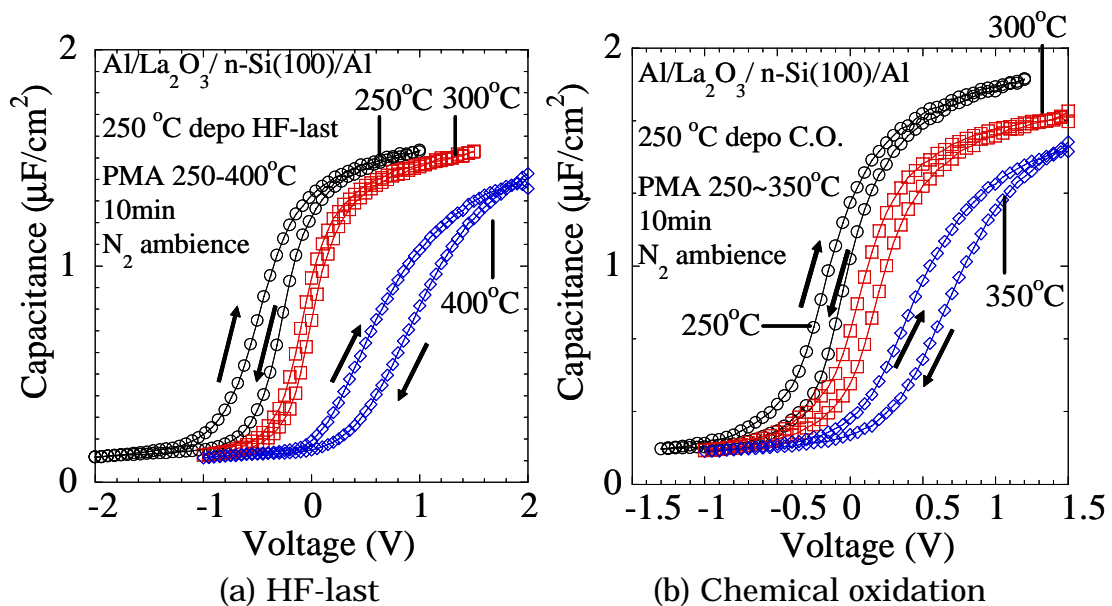 2
Al/La2O3/ n-Si(100)/Al
250°C
300°C
250 °C depo HF-last
PMA 250-400°C
10min
N2 ambience
400°C
1
0
-2
-1
0
1
2
Capacitance (μF/cm²)
Voltage (V)
(a) HF-last
300°C
2
Al/La2O3/ n-Si(100)/Al
250 °C depo C.O.
PMA 250~350°C
10min
N2 ambience
250°C
350°C
1
0
-1.5
-1
-0.5
0
0.5
1
1.5
Capacitance (μF/cm²)
Voltage (V)
(b) Chemical oxidation